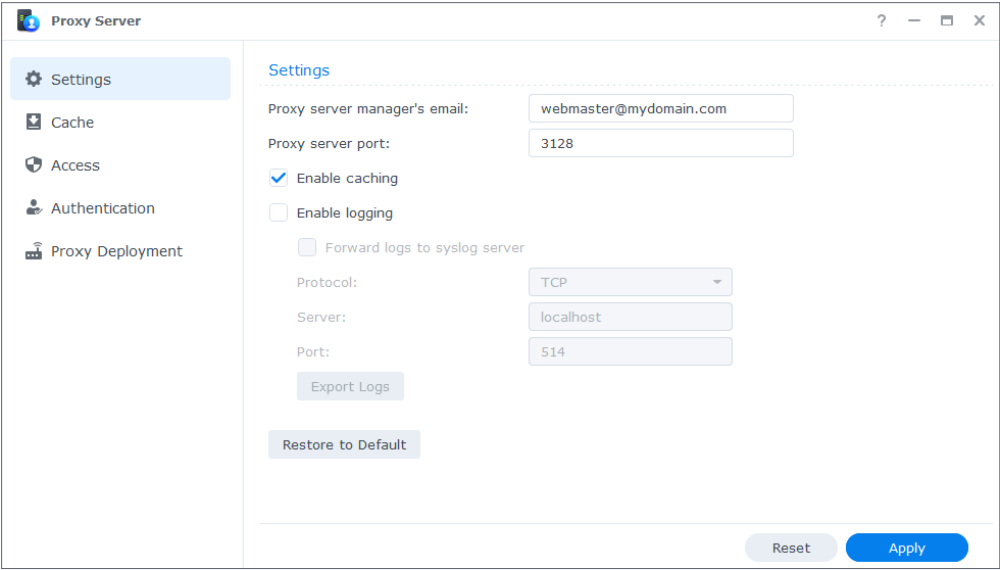 Proxy Server
Settings
Cache
Access
Authentication
Proxy Deployment
Settings
Proxy server manager's email: webmaster@mydomain.com
Proxy server port: 3128
Enable caching
Enable logging
Forward logs to syslog server
Protocol: TCP
Server: localhost
Port: 514
Export Logs
Restore to Default
Reset Apply